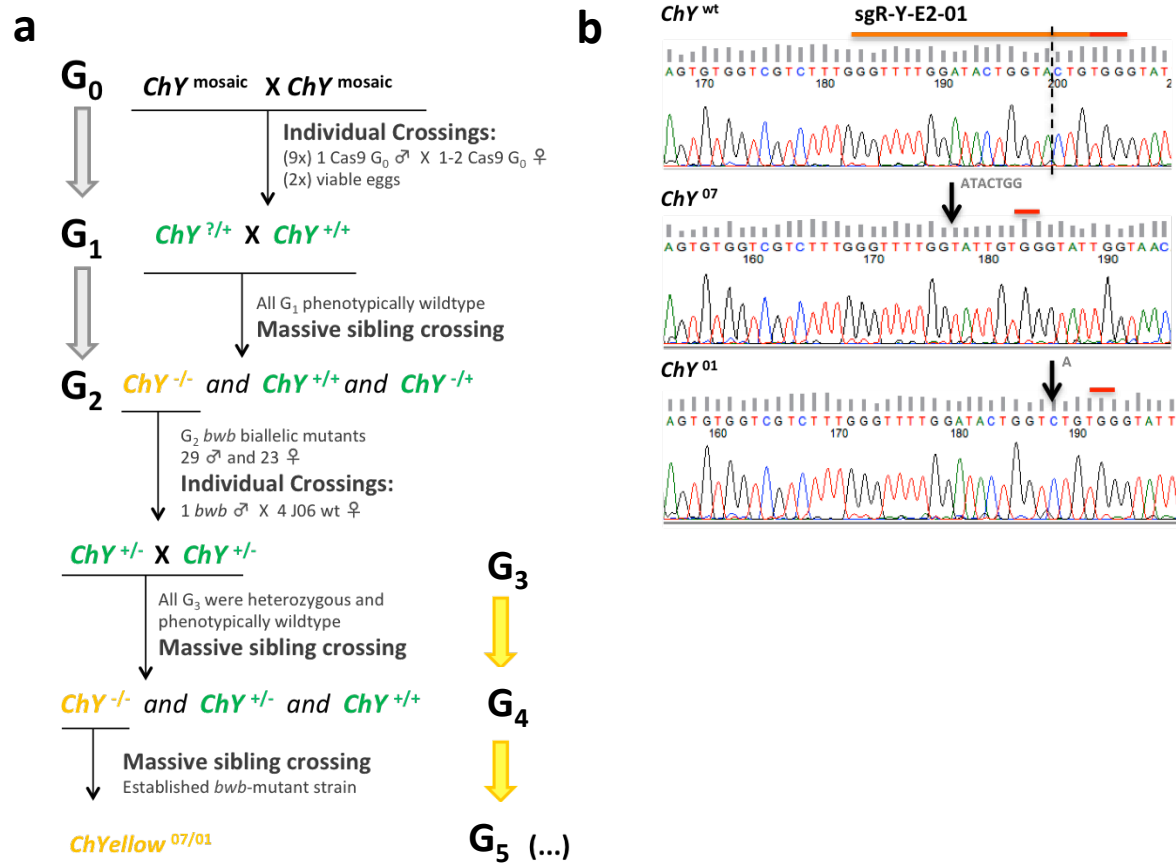 a
G0
ChY mosaic X ChY mosaic
Individual Crossings:
(9x) 1 Cas9 G0 ♂ X 1-2 Cas9 G0 ♀
(2x) viable eggs
G1
ChY ?/+ X ChY +/+
All G1 phenotypically wildtype
Massive sibling crossing
G2
ChY -/- and ChY +/+ and ChY -/+
G2 bwb biallelic mutants
29 ♂ and 23 ♀
Individual Crossings:
1 bwb ♂ X 4 J06 wt ♀
ChY +/- X ChY +/-
G3
All G3 were heterozygous and
phenotypically wildtype
Massive sibling crossing
ChY -/- and ChY +/- and ChY +/+
G4
Massive sibling crossing
Established bwb-mutant strain
ChYellow 07/01
G5 (...)
b
ChY wt
sgR-Y-E2-01
AGTGTGGTCGTCTTTGGGTTTTGGATACTGGTACTGTGGGTAT
170 180 190 200 2
ChY 07
ATACTGG
AGTGTGGTCGTCTTTGGGTTTTGGTATTGTGGGTATTGGTAAC
160 170 180 190
ChY 01
A
AGTGTGGTCGTCTTTGGGTTTTGGATACTGGTCTGTGGGTATT
160 170 180 190